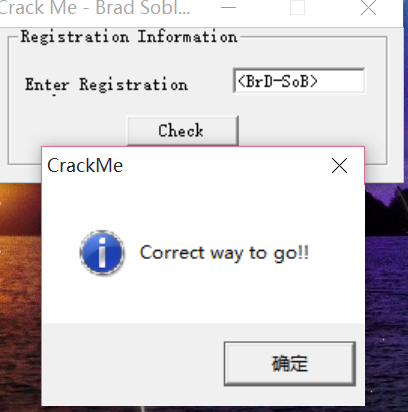 Crack Me - Brad Sobl...
Registration Information
Enter Registration
<BrD-SoB>
Check
CrackMe
Correct way to go!!
确定